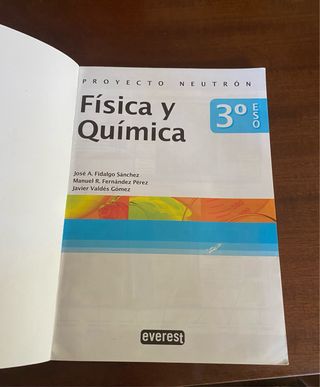 PROYECTO NEUTRÓN
Física y
Química
3º ESO
José A. Fidalgo Sánchez
Manuel R. Fernández Pérez
Javier Valdés Gómez
everest